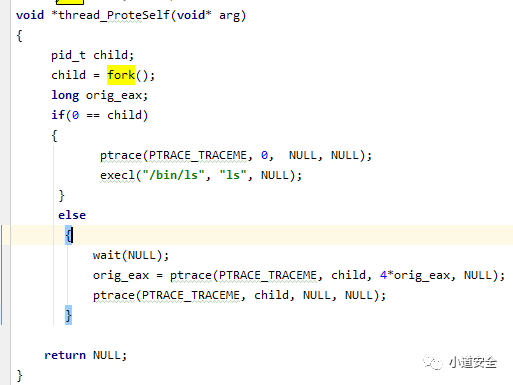 void *thread_ProteSelf(void* arg)
{
pid_t child;
child = fork();
long orig_eax;
if(0 == child)
{
ptrace(PTRACE_TRACEME, 0, NULL, NULL);
execl("/bin/ls", "ls", NULL);
}
else
{
wait(NULL);
orig_eax = ptrace(PTRACE_TRACEME, child, 4*orig_eax, NULL);
ptrace(PTRACE_TRACEME, child, NULL, NULL);
}
return NULL;
小道安全
}